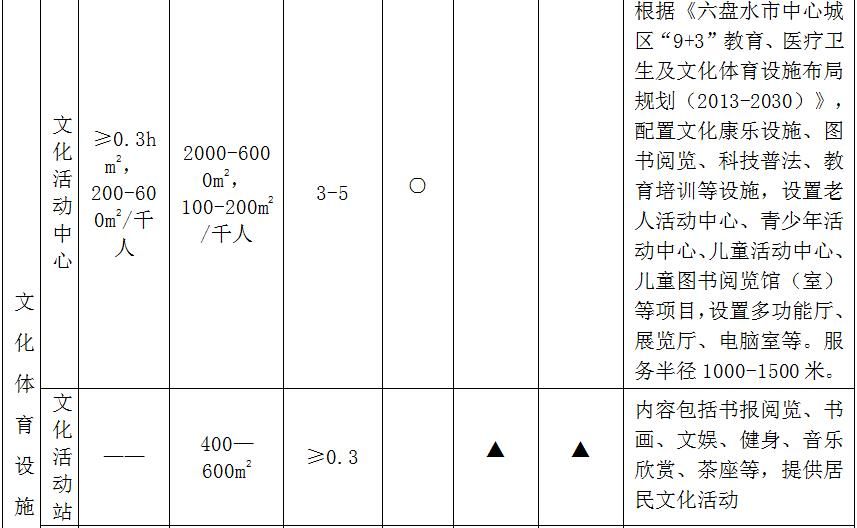 文
化
体
育
设
施
文
化
活
动
中
心
≥0.3h
m²，
200-60
0m²/千
人
2000-600
0m²，
100-200m²
/千人
3-5
○
根据《六盘水市中心城
区“9+3”教育、医疗卫
生及文化体育设施布局
规划（2013-2030）》，
配置文化康乐设施、图
书阅览、科技普法、教
育培训等设施，设置老
人活动中心、青少年活
动中心、儿童活动中心、
儿童图书阅览馆（室）
等项目，设置多功能厅、
展览厅、电脑室等。服
务半径 1000-1500 米。
文
化
活
动
站
——
400—
600m²
≥0.3
▲
▲
内容包括书报阅览、书
画、文娱、健身、音乐
欣赏、茶座等，提供居
民文化活动